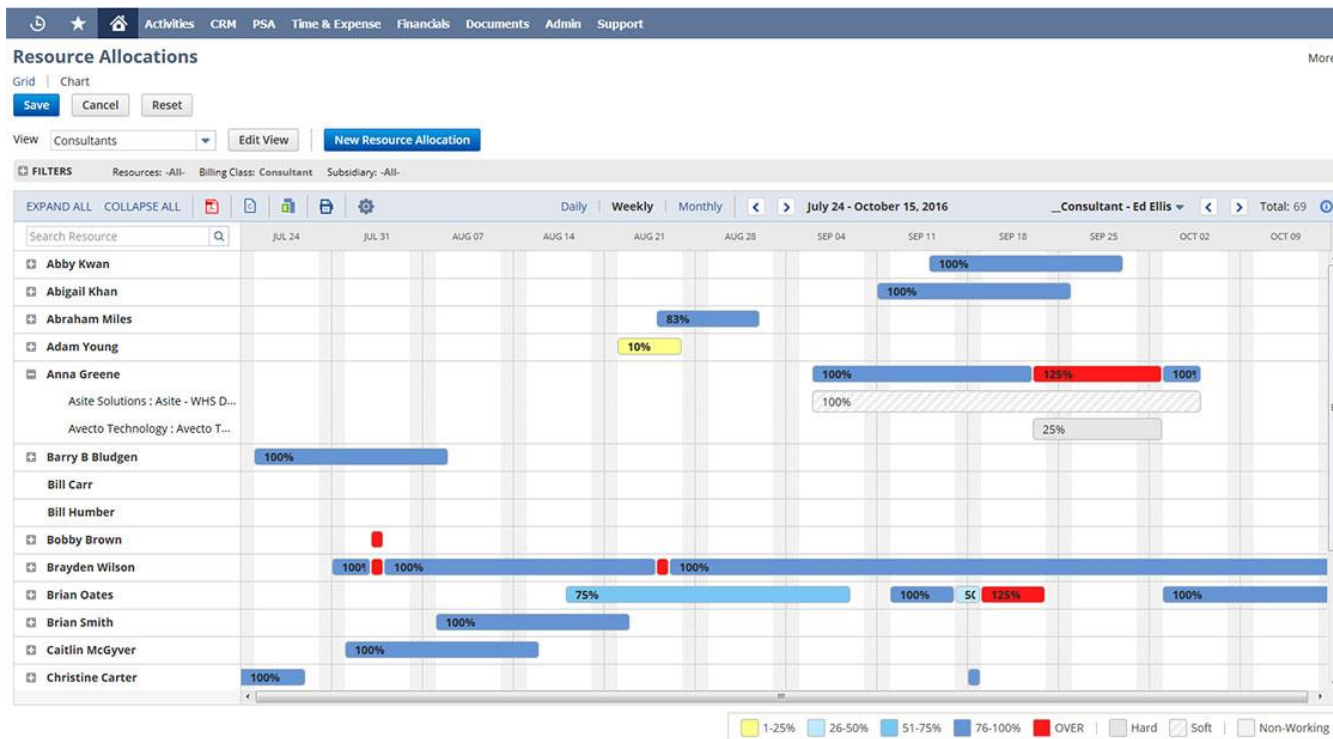 Activities CRM PSA Time & Expense Financials Documents Admin Support
Resource Allocations
More
Grid | Chart
Save Cancel Reset
View Consultants Edit View New Resource Allocation
FILTERS Resources: -All- Billing Class: Consultant Subsidiary: -All-
EXPAND ALL COLLAPSE ALL Daily | Weekly | Monthly July 24 - October 15, 2016 __Consultant - Ed Ellis Total: 69
Search Resource JUL 24 JUL 31 AUG 07 AUG 14 AUG 21 AUG 28 SEP 04 SEP 11 SEP 18 SEP 25 OCT 02 OCT 09
Abby Kwan 100%
Abigail Khan 100%
Abraham Miles 83%
Adam Young 10%
Anna Greene 100% 125% 100%
Asite Solutions : Asite - WHS D... 100%
Avecto Technology : Avecto T... 25%
Barry B Bludgen 100%
Bill Carr
Bill Humber
Bobby Brown
Brayden Wilson 100% 100% 100%
Brian Oates 75% 100% 50 125% 100%
Brian Smith 100%
Caitlin McGyver 100%
Christine Carter 100%
1-25% 26-50% 51-75% 76-100% OVER | Hard Soft | Non-Working